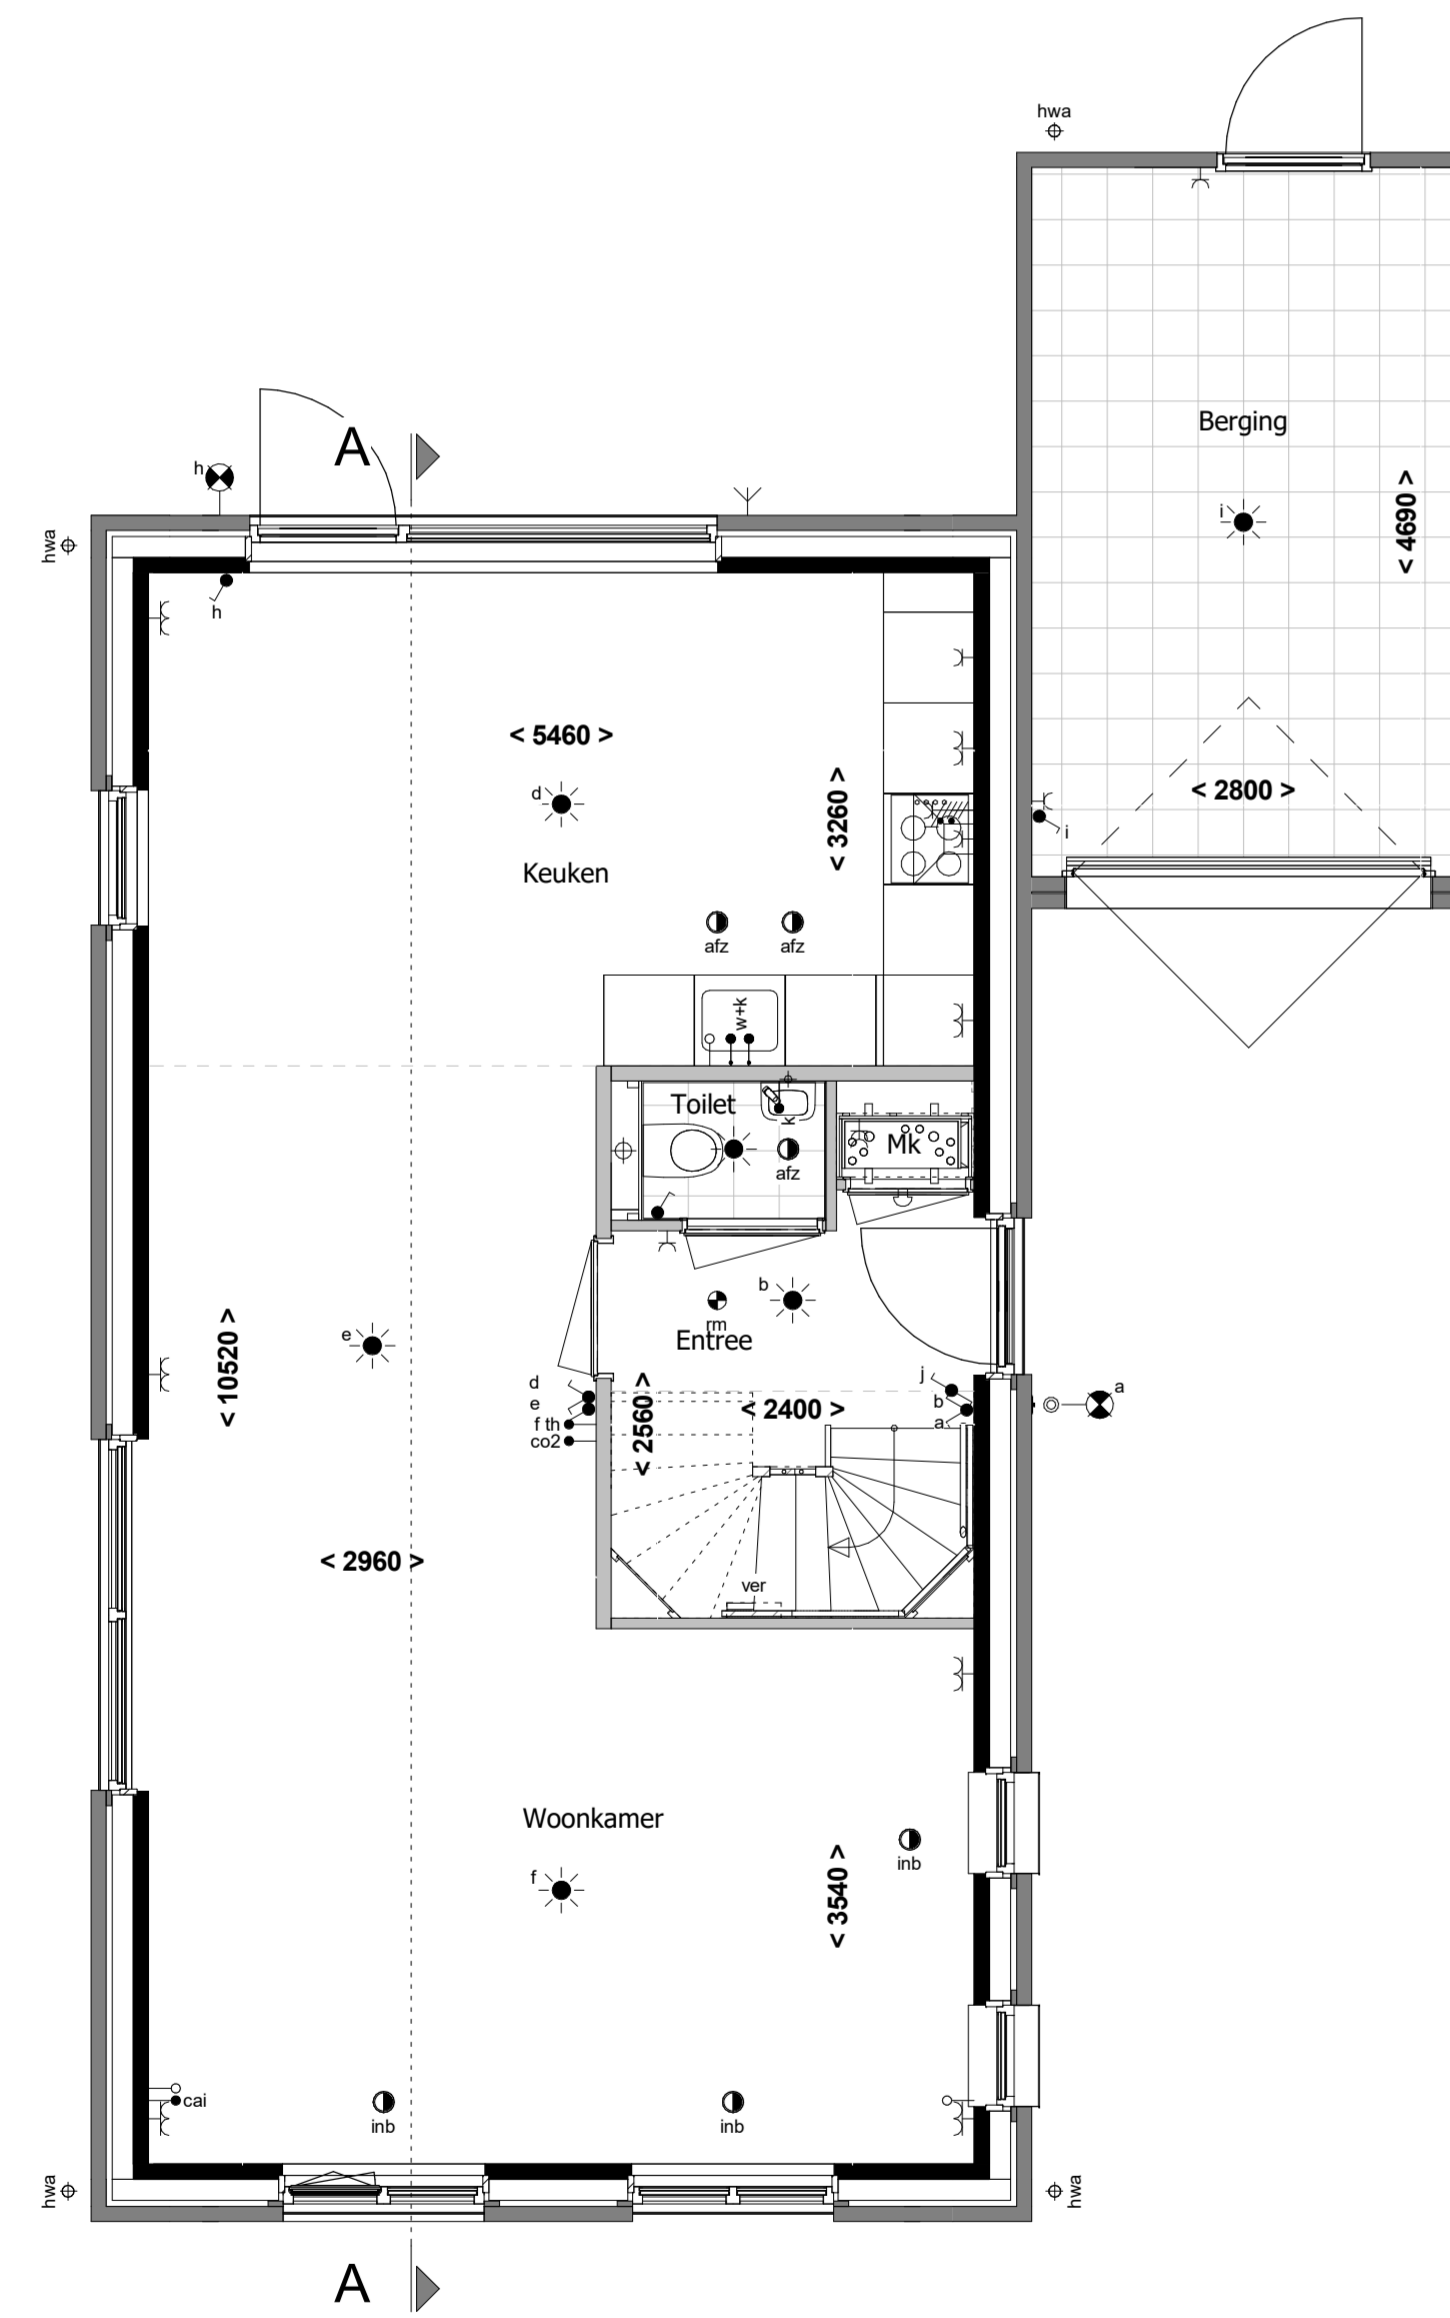 hwa
A
h
hwa
h
Berging
i
< 4690 >
< 5460 >
d
< 3260 >
Keuken
< 2800 >
i
afz
afz
w+k
Toilet
k
Mk
afz
b
rm
Entree
e
< 10520 >
d
e
f th
co2
< 2560 >
< 2400 >
j
b
a
a
< 2960 >
ver
Woonkamer
inb
f
< 3540 >
cai
inb
inb
hwa
hwa
A